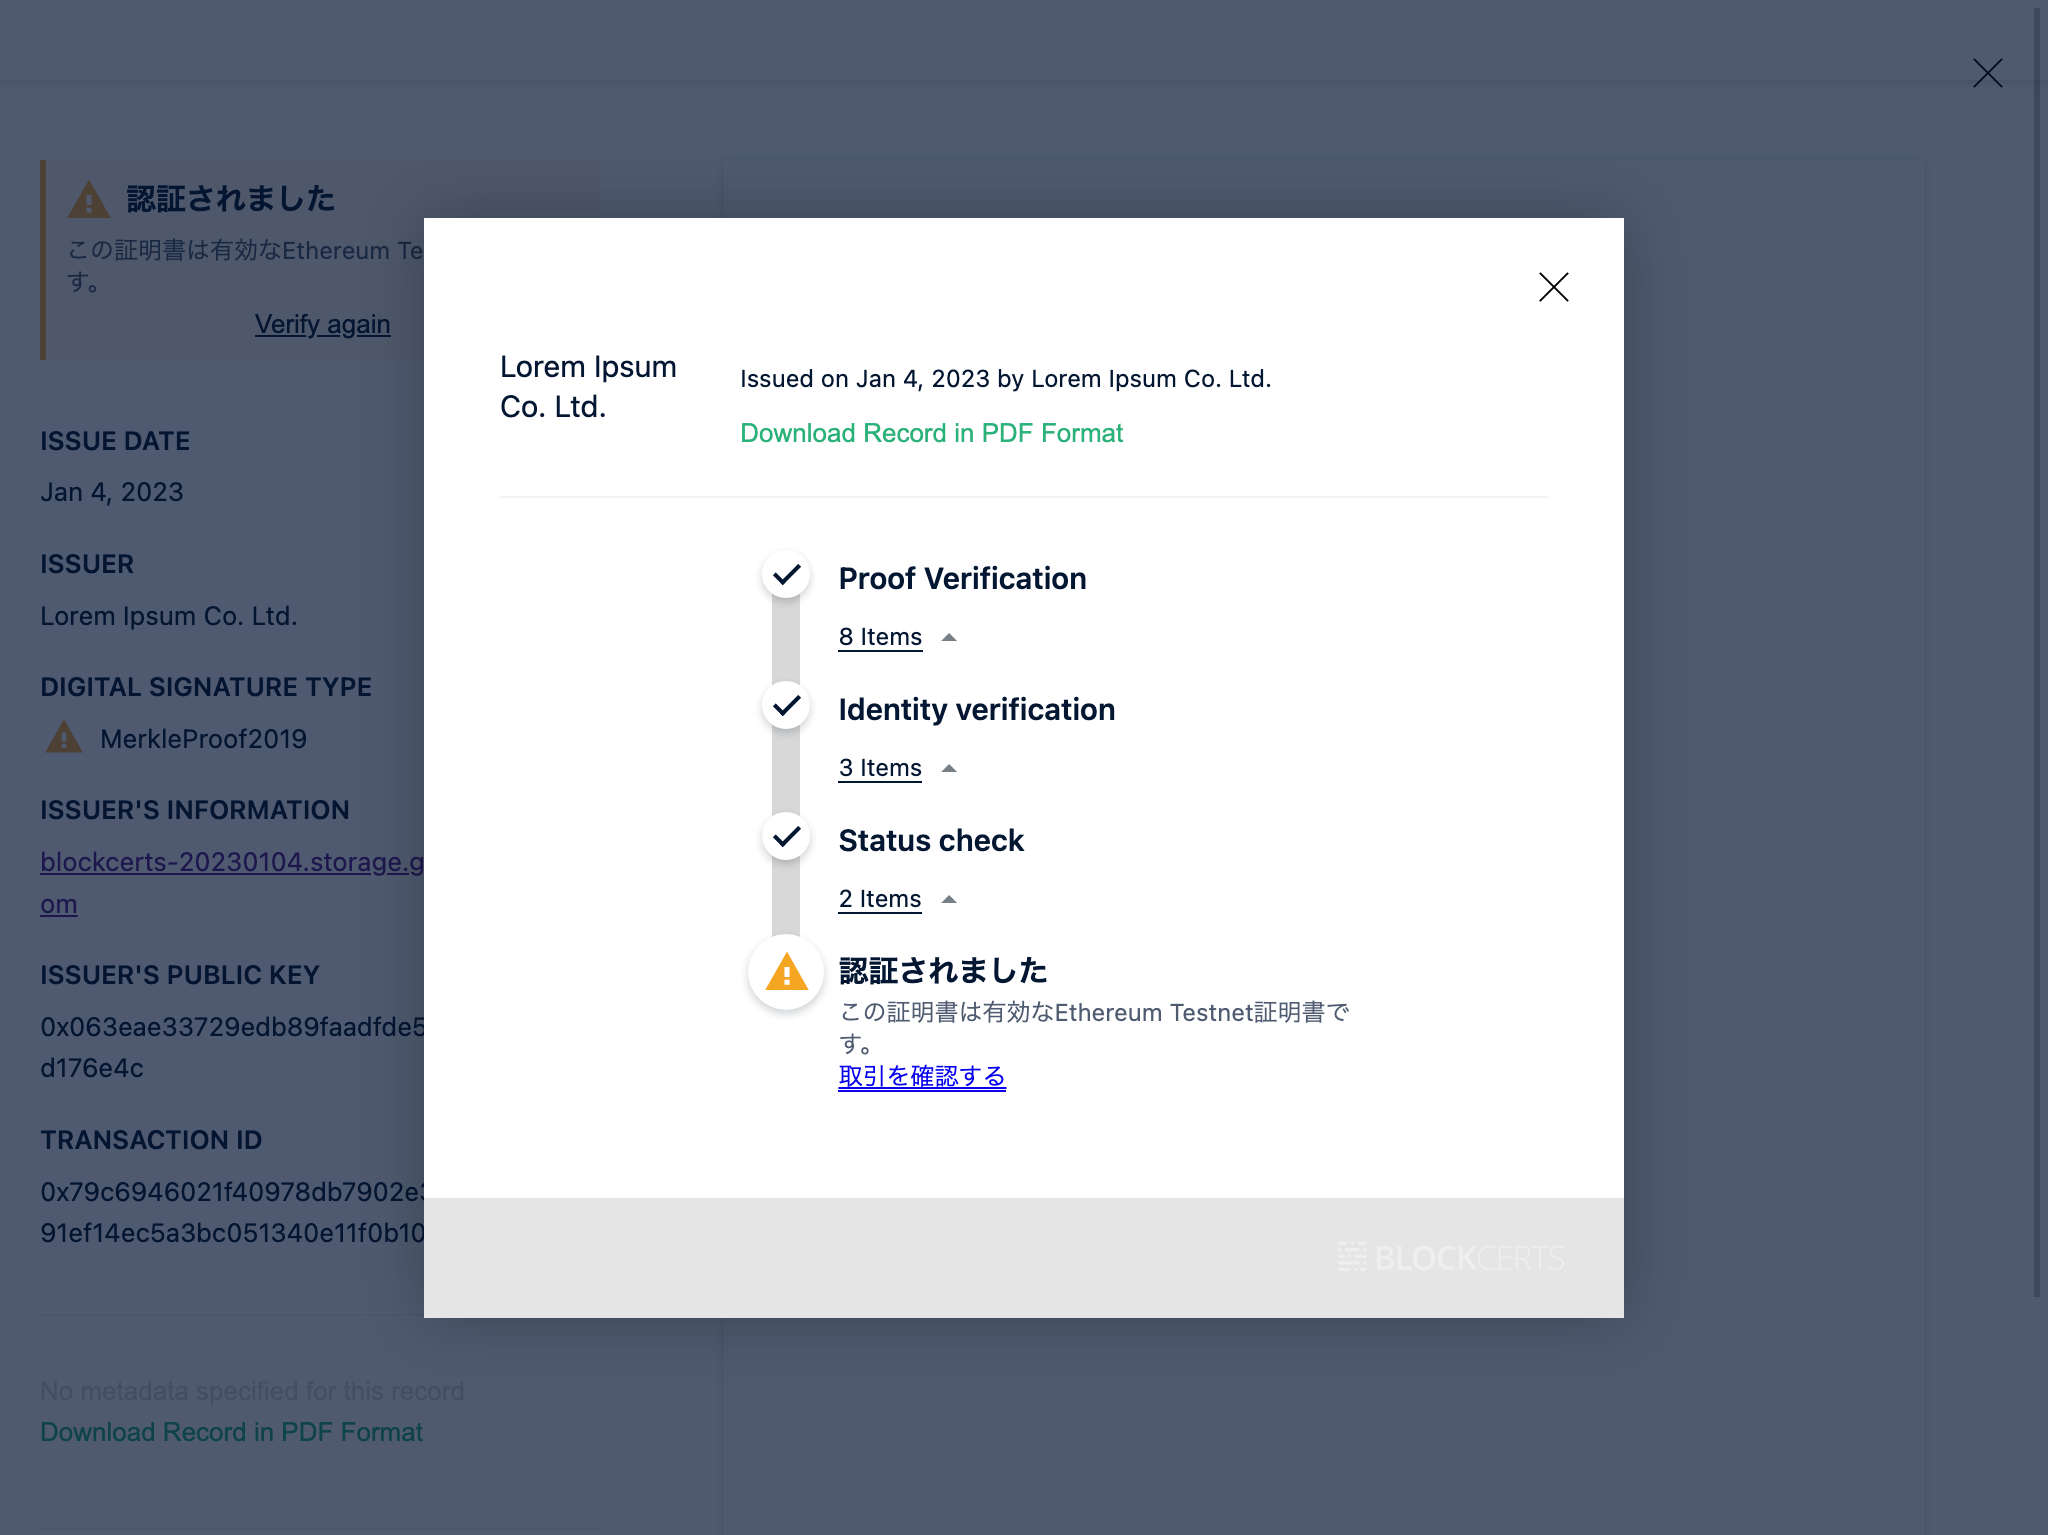 認証されました
この証明書は有効なEthereum Te
す。
Verify again
ISSUE DATE
Jan 4, 2023
ISSUER
Lorem Ipsum Co. Ltd.
DIGITAL SIGNATURE TYPE
MerkleProof2019
ISSUER'S INFORMATION
blockcerts-20230104.storage.g
om
ISSUER'S PUBLIC KEY
0x063eae33729edb89faadfde5
d176e4c
TRANSACTION ID
0x79c6946021f40978db7902e3
91ef14ec5a3bc051340e11f0b10
No metadata specified for this record
Download Record in PDF Format
Lorem Ipsum
Co. Ltd.
Issued on Jan 4, 2023 by Lorem Ipsum Co. Ltd.
Download Record in PDF Format
Proof Verification
8 Items
Identity verification
3 Items
Status check
2 Items
認証されました
この証明書は有効なEthereum Testnet証明書で
す。
取引を確認する
BLOCKCERTS